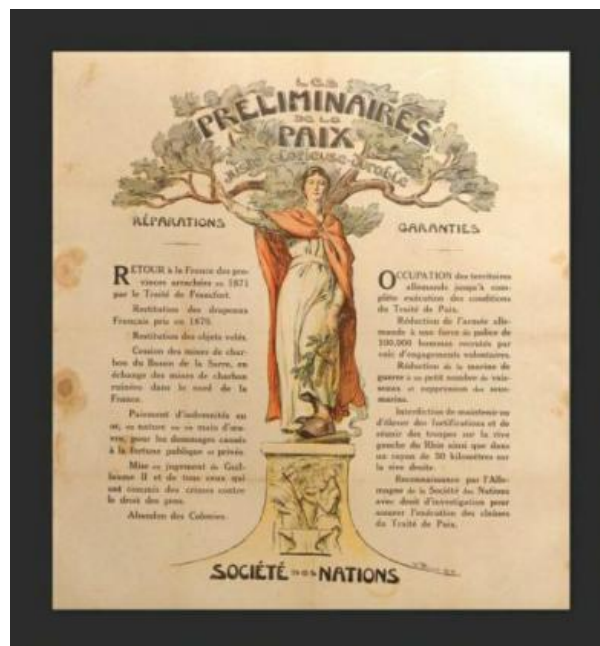 LES
PRÉLIMINAIRES
DE LA
PAIX
Juste-Glorieuse-Durable
RÉPARATIONS
RETOUR à la France des pro-
vinces arrachées en 1871
par le Traité de Francfort.
Restitution des drapeaux
Français pris en 1870.
Restitution des objets volés.
Cession des mines de char-
bon du Bassin de la Sarre, en
échange des mines de charbon
ruinées dans le nord de la
France.
Paiement d'indemnités en
or, en nature ou en main d'œu-
vre, pour les dommages causés
à la fortune publique et privée.
Mise en jugement de Guil-
laume II et de tous ceux qui
ont commis des crimes contre
le droit des gens.
Abandon des Colonies.
GARANTIES
OCCUPATION des territoires
allemands jusqu'à com-
plète exécution des conditions
du Traité de Paix.
Réduction de l'armée alle-
mande à une force de police de
100,000 hommes recrutés par
voie d'engagements volontaires.
Réduction de la marine de
guerre à un petit nombre de vais-
seaux et suppression des sous-
marins.
Interdiction de maintenir ou
d'élever des fortifications et de
réunir des troupes sur la rive
gauche du Rhin ainsi que dans
un rayon de 50 kilomètres sur
la rive droite.
Reconnaissance par l'Alle-
magne de la Société des Nations
avec droit d'investigation pour
assurer l'exécution des clauses
du Traité de Paix.
SOCIÉTÉ DES NATIONS